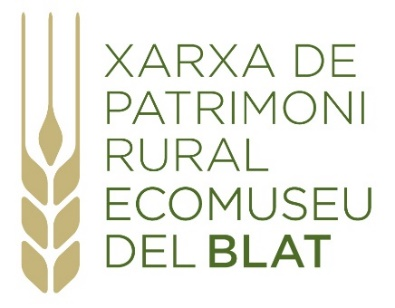 XARXA DE
PATRIMONI
RURAL
ECOMUSEU
DEL BLAT